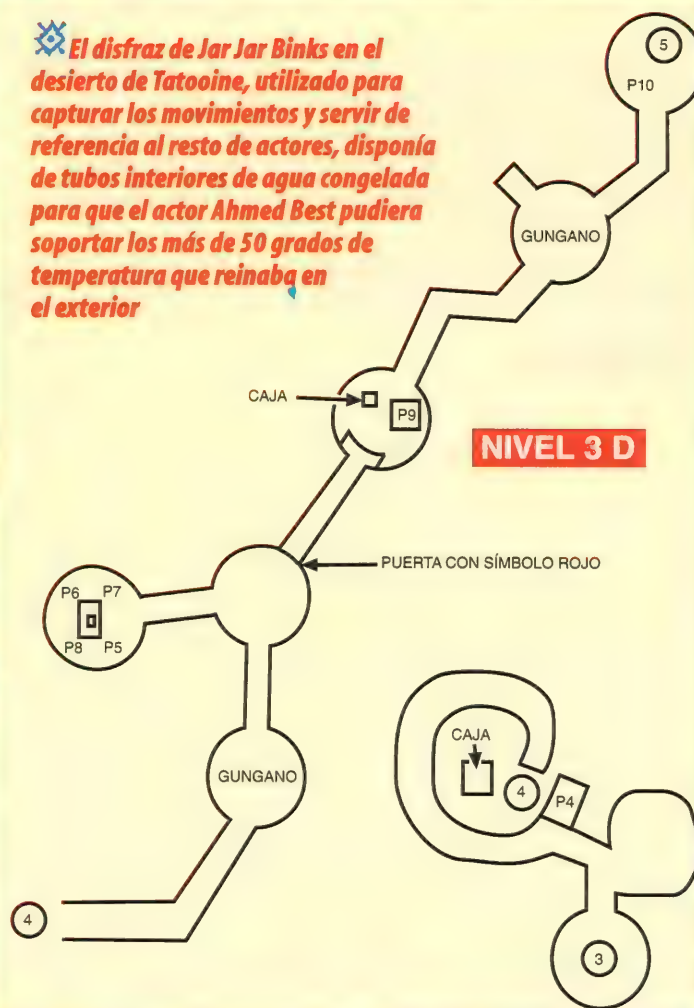 El disfraz de Jar Jar Binks en el
desierto de Tatooine, utilizado para
capturar los movimientos y servir de
referencia al resto de actores, disponía
de tubos interiores de agua congelada
para que el actor Ahmed Best pudiera
soportar los más de 50 grados de
temperatura que reinaba en
el exterior
5
P10
GUNGANO
CAJA
P9
NIVEL 3 D
PUERTA CON SÍMBOLO ROJO
P6 P7
P8 P5
CAJA
GUNGANO
4
P4
4
3